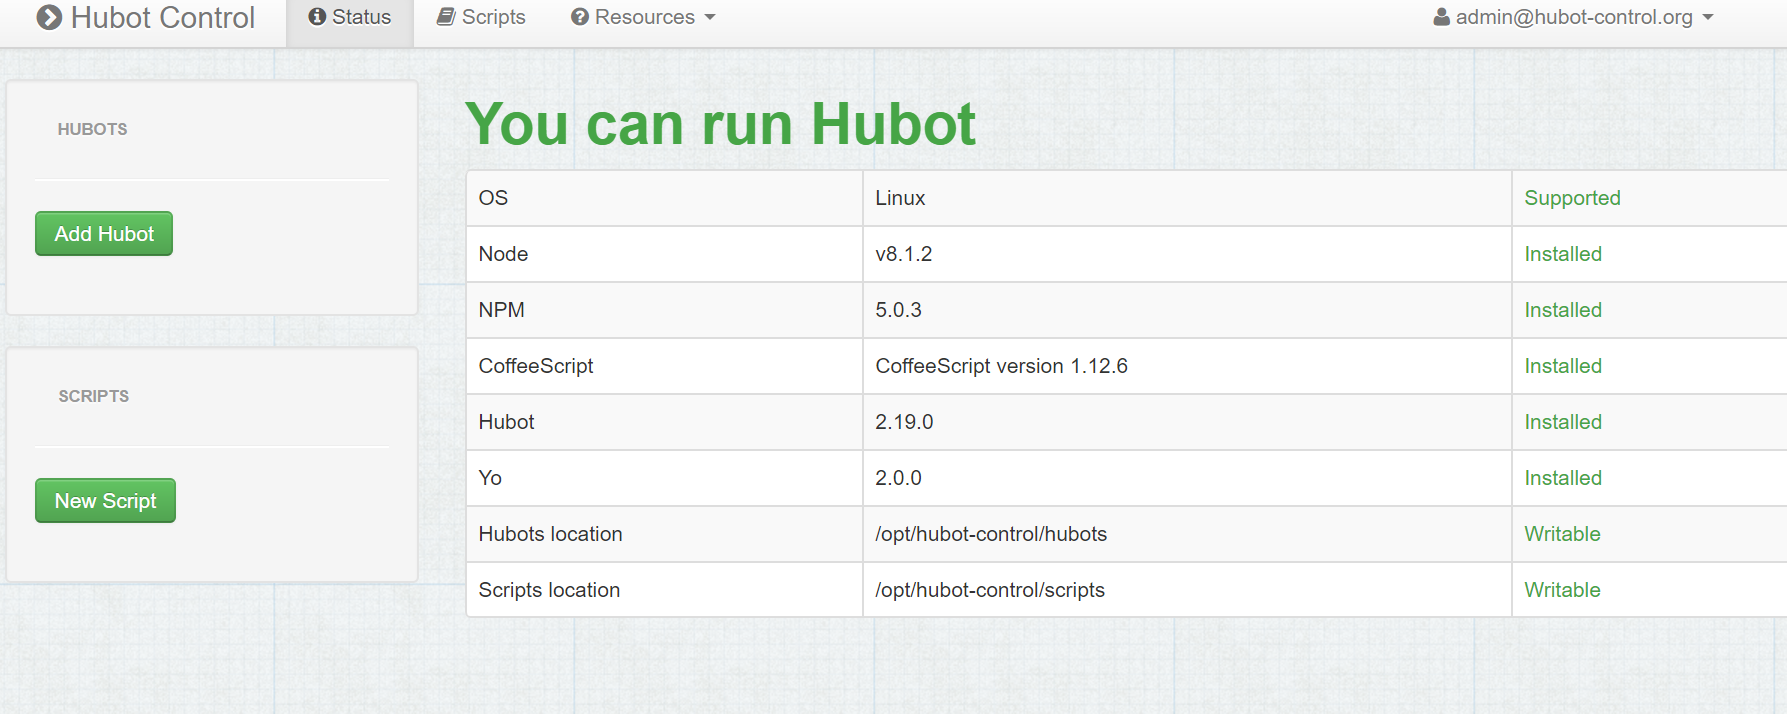 Hubot Control Status Scripts Resources admin@hubot-control.org
HUBOTS
Add Hubot
SCRIPTS
New Script
You can run Hubot
OS Linux Supported
Node v8.1.2 Installed
NPM 5.0.3 Installed
CoffeeScript CoffeeScript version 1.12.6 Installed
Hubot 2.19.0 Installed
Yo 2.0.0 Installed
Hubots location /opt/hubot-control/hubots Writable
Scripts location /opt/hubot-control/scripts Writable